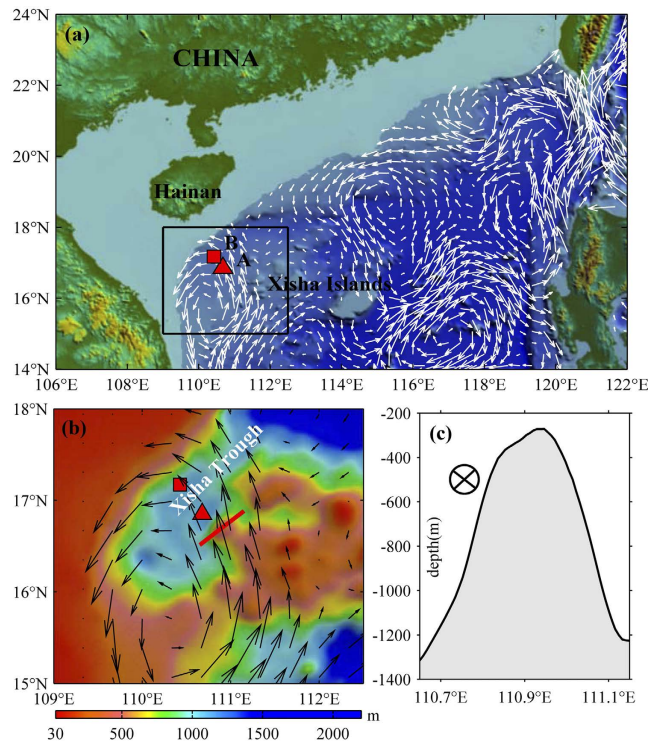 24°N
(a)
CHINA
22°N
20°N
Hainan
18°N
B
A
16°N
Xisha Islands
14°N
106°E 108°E 110°E 112°E 114°E 116°E 118°E 120°E 122°E
18°N
(b)
Xisha Trough
17°N
16°N
15°N
109°E 110°E 111°E 112°E
30 500 1000 1500 2000 m
(c)
-200
-400
-600
-800
-1000
-1200
-1400
depth(m)
110.7°E 110.9°E 111.1°E